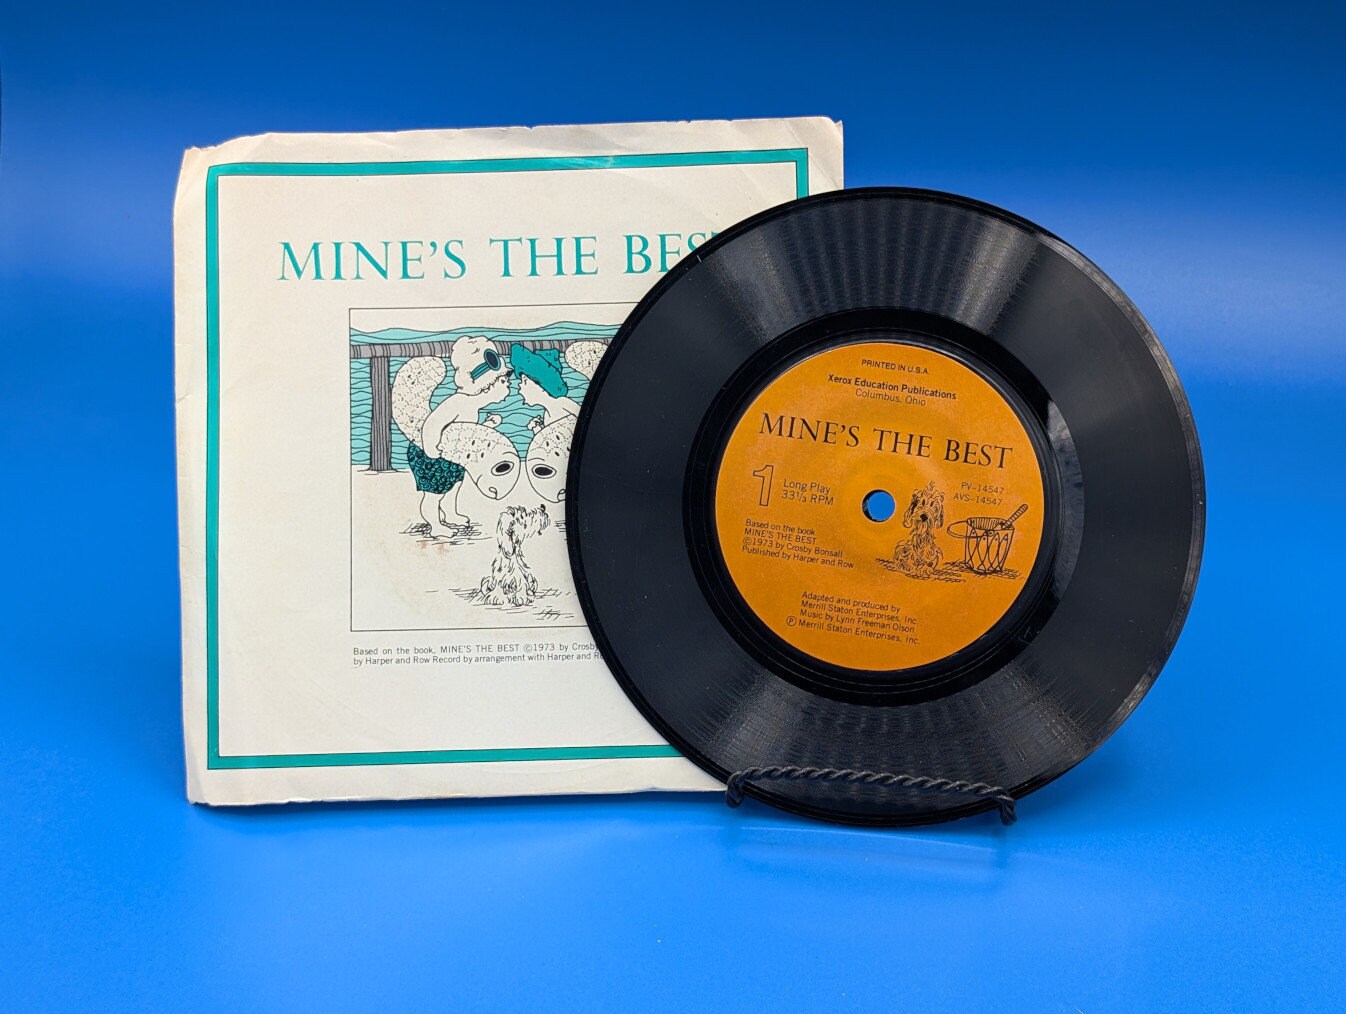 MINE'S THE BES
Based on the book, MINE'S THE BEST ©1973 by Crosby
by Harper and Row Record by arrangement with Harper and
PRINTED IN U.S.A.
Xerox Education Publications
Columbus, Ohio
MINE'S THE BEST
1
Long Play
33⅓ RPM
PV-14547
AVS-14547
Based on the book
MINE'S THE BEST
©1973 by Crosby Bonsall
Published by Harper and Row
Adapted and produced by
Merrill Staton Enterprises, Inc.
Music by Lynn Freeman Olson
℗ Merrill Staton Enterprises, Inc.